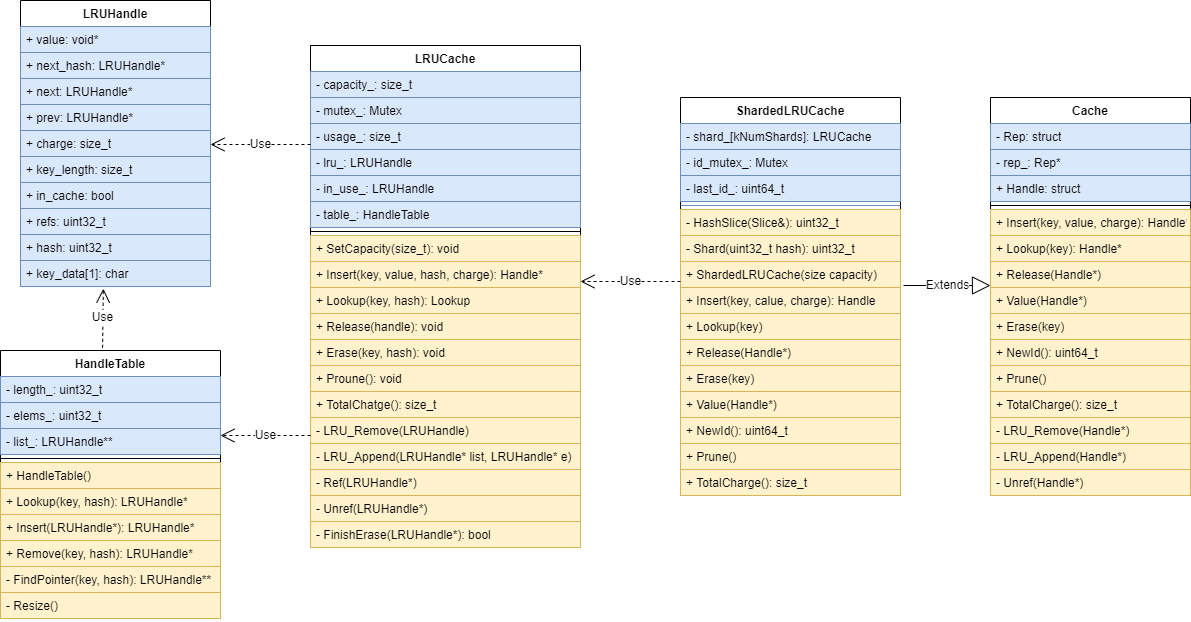 LRUHandle
+ value: void*
+ next_hash: LRUHandle*
+ next: LRUHandle*
+ prev: LRUHandle*
+ charge: size_t
+ key_length: size_t
+ in_cache: bool
+ refs: uint32_t
+ hash: uint32_t
+ key_data[1]: char
Use
HandleTable
- length_: uint32_t
- elems_: uint32_t
- list_: LRUHandle**
+ HandleTable()
+ Lookup(key, hash): LRUHandle*
+ Insert(LRUHandle*): LRUHandle*
+ Remove(key, hash): LRUHandle*
- FindPointer(key, hash): LRUHandle**
- Resize()
Use
Use
LRUCache
- capacity_: size_t
- mutex_: Mutex
- usage_: size_t
- lru_: LRUHandle
- in_use_: LRUHandle
- table_: HandleTable
+ SetCapacity(size_t): void
+ Insert(key, value, hash, charge): Handle*
+ Lookup(key, hash): Lookup
+ Release(handle): void
+ Erase(key, hash): void
+ Proune(): void
+ TotalChatge(): size_t
- LRU_Remove(LRUHandle)
- LRU_Append(LRUHandle* list, LRUHandle* e)
- Ref(LRUHandle*)
- Unref(LRUHandle*)
- FinishErase(LRUHandle*): bool
Use
ShardedLRUCache
- shard_[kNumShards]: LRUCache
- id_mutex_: Mutex
- last_id_: uint64_t
- HashSlice(Slice&): uint32_t
- Shard(uint32_t hash): uint32_t
+ ShardedLRUCache(size capacity)
+ Insert(key, calue, charge): Handle
+ Lookup(key)
+ Release(Handle*)
+ Erase(key)
+ Value(Handle*)
+ NewId(): uint64_t
+ Prune()
+ TotalCharge(): size_t
Extends
Cache
- Rep: struct
- rep_: Rep*
+ Handle: struct
+ Insert(key, value, charge): Handle
+ Lookup(key): Handle*
+ Release(Handle*)
+ Value(Handle*)
+ Erase(key)
+ NewId(): uint64_t
+ Prune()
+ TotalCharge(): size_t
- LRU_Remove(Handle*)
- LRU_Append(Handle*)
- Unref(Handle*)